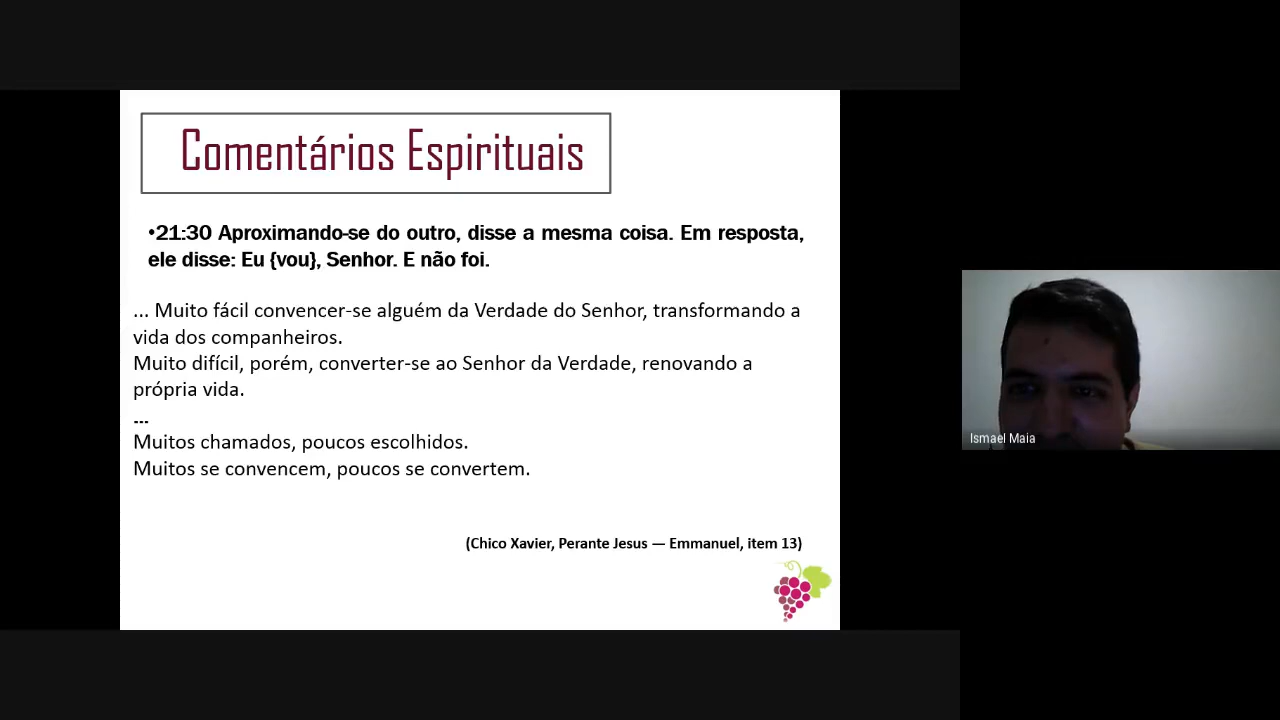 Comentários Espirituais
•21:30 Aproximando-se do outro, disse a mesma coisa. Em resposta,
ele disse: Eu {vou}, Senhor. E não foi.
... Muito fácil convencer-se alguém da Verdade do Senhor, transformando a
vida dos companheiros.
Muito difícil, porém, converter-se ao Senhor da Verdade, renovando a
própria vida.
...
Muitos chamados, poucos escolhidos.
Muitos se convencem, poucos se convertem.
(Chico Xavier, Perante Jesus — Emmanuel, item 13)
Ismael Maia